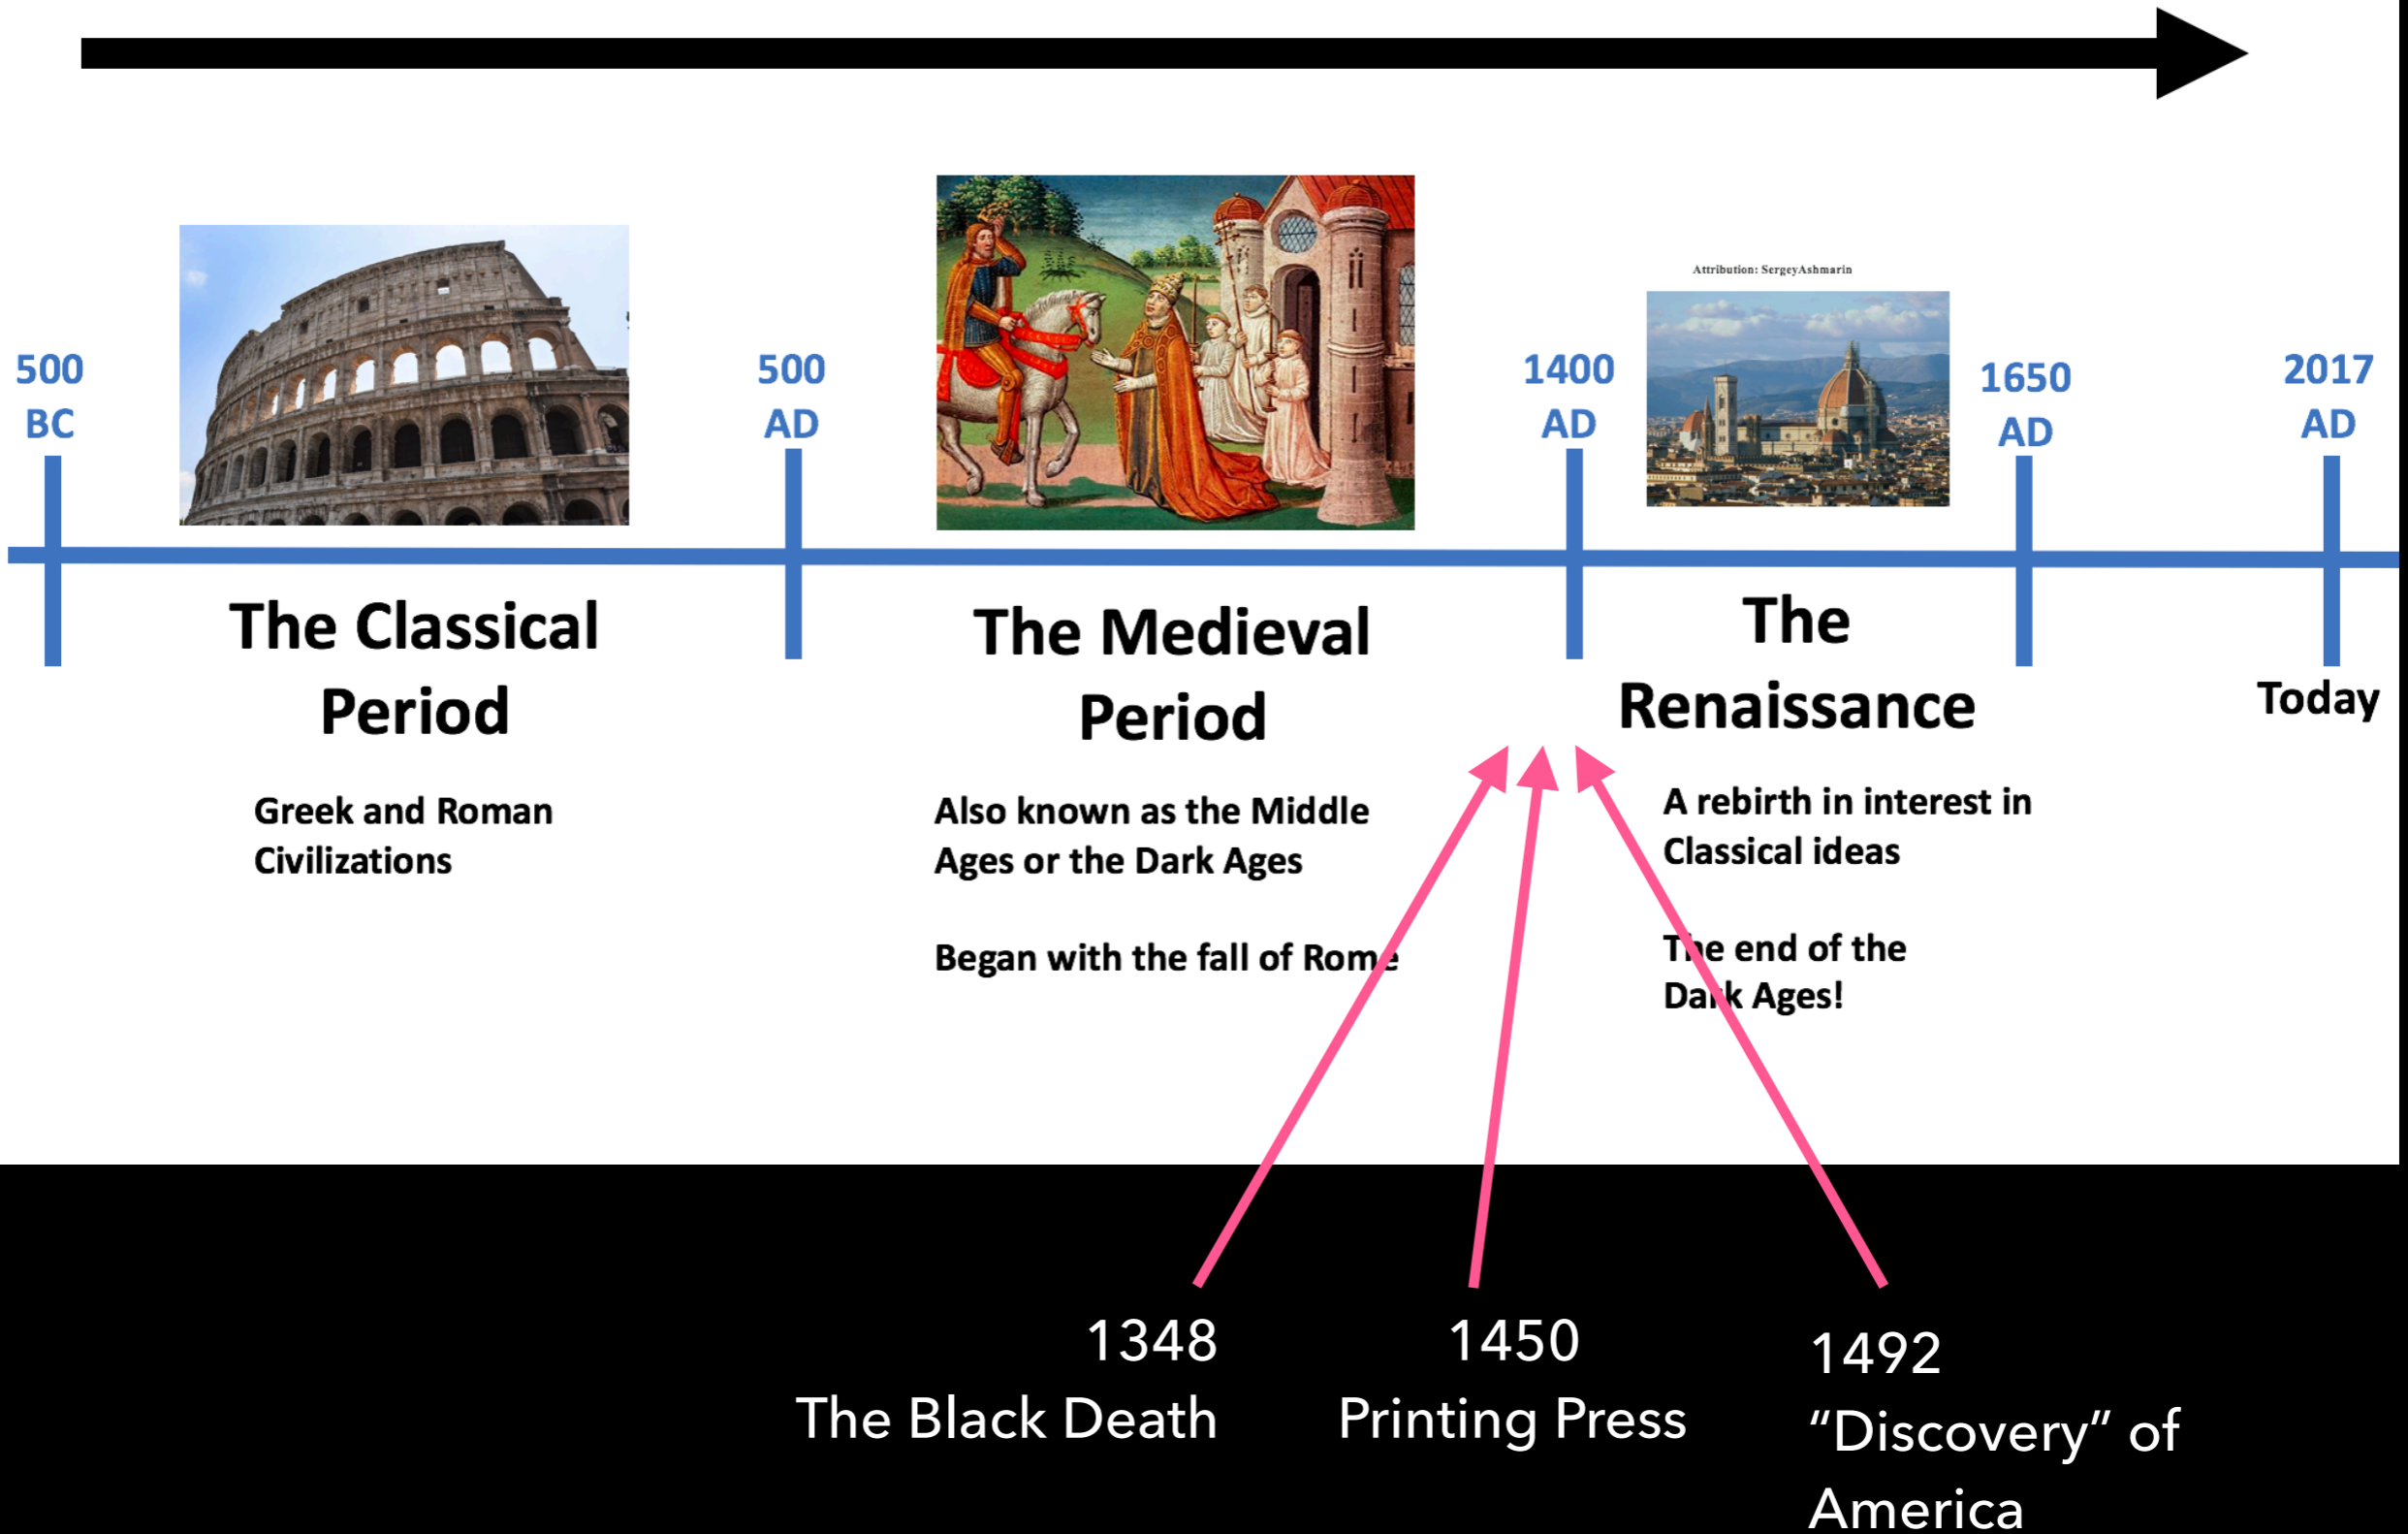 Attribution: SergeyAshmarin
500
BC
500
AD
1400
AD
1650
AD
2017
AD
The Classical
Period
Greek and Roman
Civilizations
The Medieval
Period
Also known as the Middle
Ages or the Dark Ages
Began with the fall of Rome
The
Renaissance
A rebirth in interest in
Classical ideas
The end of the
Dark Ages!
Today
1348
The Black Death
1450
Printing Press
1492
“Discovery” of
America